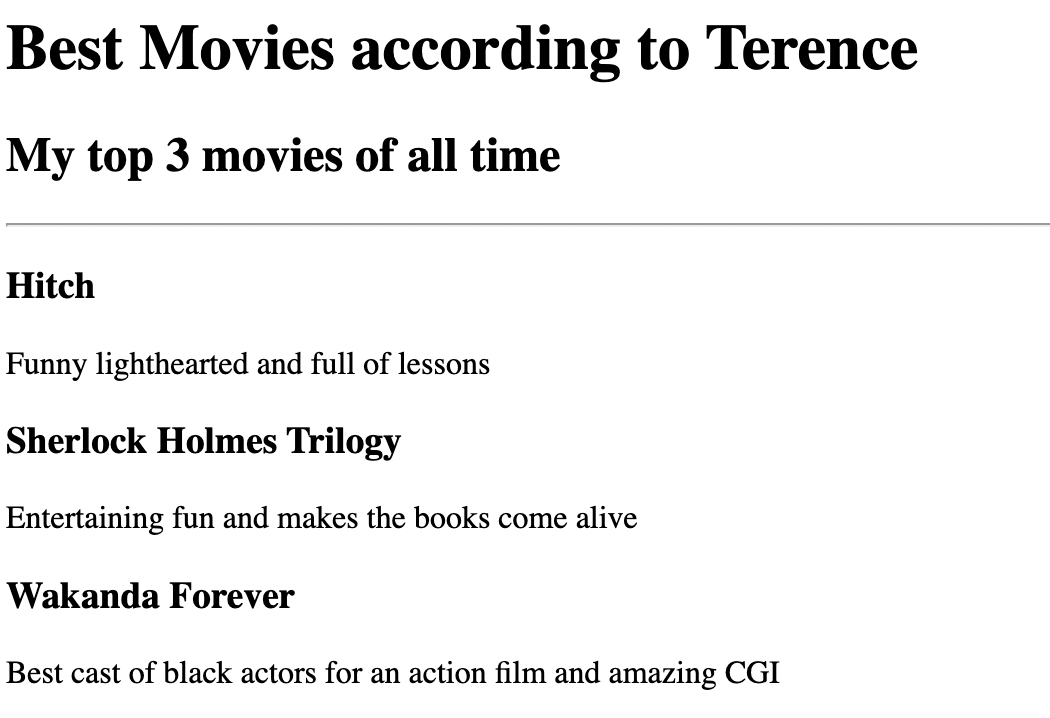 Best Movies according to Terence
My top 3 movies of all time
Hitch
Funny lighthearted and full of lessons
Sherlock Holmes Trilogy
Entertaining fun and makes the books come alive
Wakanda Forever
Best cast of black actors for an action film and amazing CGI